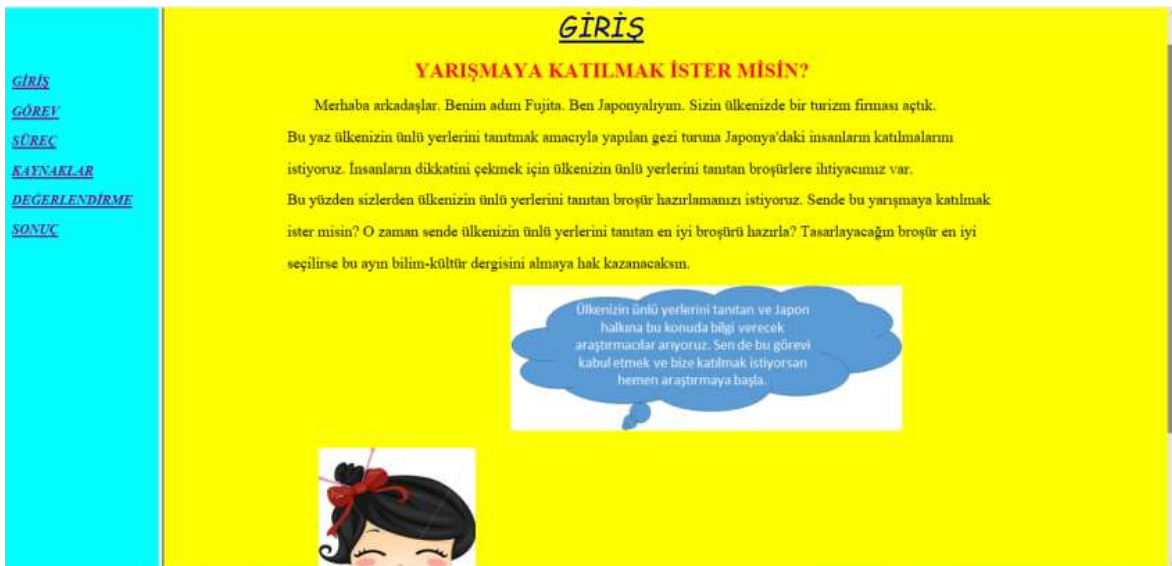 GİRİŞ
GÖREV
SÜREÇ
KAYNAKLAR
DEĞERLENDİRME
SONUÇ
GİRİŞ
YARIŞMAYA KATILMAK İSTER MİSİN?
Merhaba arkadaşlar. Benim adım Fujita. Ben Japonyalıyım. Sizin ülkenizde bir turizm firması açtık.
Bu yaz ülkenizin ünlü yerlerini tanıtmak amacıyla yapılan gezi turuna Japonya'daki insanların katılmalarını
istiyoruz. İnsanların dikkatini çekmek için ülkenizin ünlü yerlerini tanıtan broşürlere ihtiyacımız var.
Bu yüzden sizlerden ülkenizin ünlü yerlerini tanıtan broşür hazırlamanızı istiyoruz. Sende bu yarışmaya katılmak
ister misin? O zaman sende ülkenizin ünlü yerlerini tanıtan en iyi broşürü hazırla? Tasarlayacağın broşür en iyi
seçilirse bu ayın bilim-kültür dergisini almaya hak kazanacaksın.
Ülkenizin ünlü yerlerini tanıtan ve Japon
halkına bu konuda bilgi verecek
araştırmacılar arıyoruz. Sen de bu görevi
kabul etmek ve bize katılmak istiyorsan
hemen araştırmaya başla.